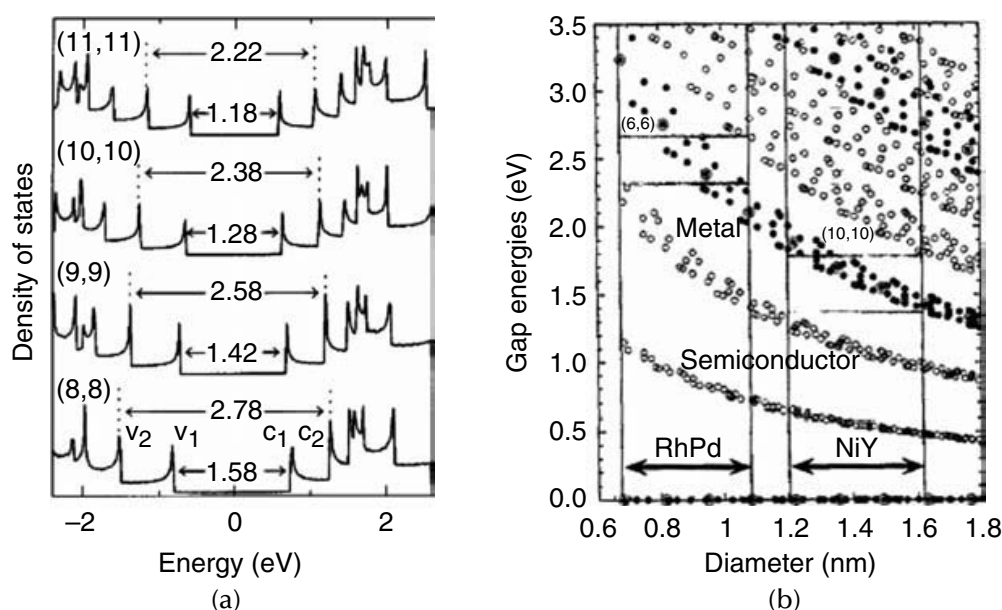 (11,11)
2.22
1.18
(10,10)
2.38
1.28
(9,9)
2.58
1.42
(8,8)
2.78
v2 v1 c1 c2
1.58
Density of states
−2 0 2
Energy (eV)
(a)
3.5
3.0
2.5
2.0
1.5
1.0
0.5
0.0
Gap energies (eV)
(6,6)
Metal
(10,10)
Semiconductor
RhPd
NiY
0.6 0.8 1 1.2 1.4 1.6 1.8
Diameter (nm)
(b)